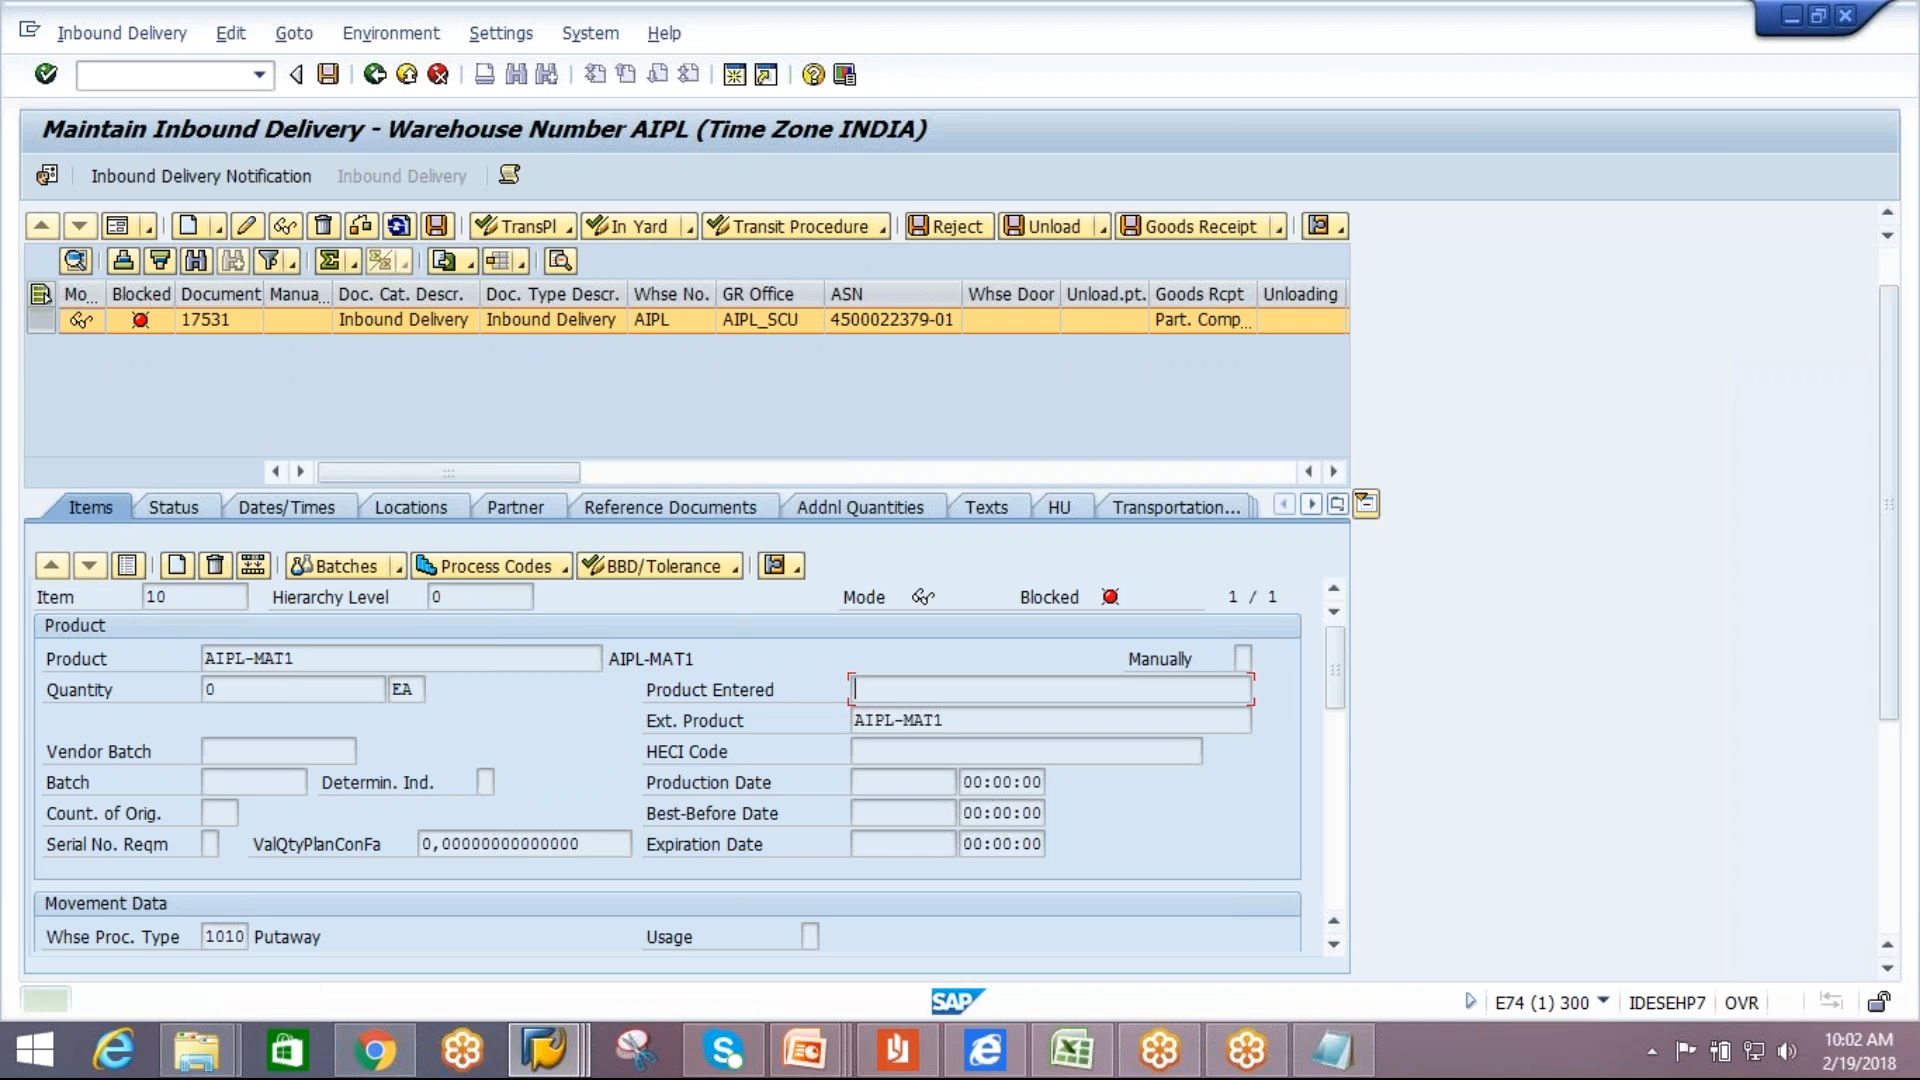 Inbound Delivery Edit Goto Environment Settings System Help
Maintain Inbound Delivery - Warehouse Number AIPL (Time Zone INDIA)
Inbound Delivery Notification Inbound Delivery
TransPl In Yard Transit Procedure Reject Unload Goods Receipt
Mo... Blocked Document Manua... Doc. Cat. Descr. Doc. Type Descr. Whse No. GR Office ASN Whse Door Unload.pt. Goods Rcpt Unloading
17531 Inbound Delivery Inbound Delivery AIPL AIPL_SCU 4500022379-01 Part. Comp...
Items Status Dates/Times Locations Partner Reference Documents Addnl Quantities Texts HU Transportation...
Batches Process Codes BBD/Tolerance
Item 10 Hierarchy Level 0 Mode Blocked 1 / 1
Product
Product AIPL-MAT1 AIPL-MAT1 Manually
Quantity 0 EA Product Entered
Ext. Product AIPL-MAT1
Vendor Batch HECI Code
Batch Determin. Ind. Production Date 00:00:00
Count. of Orig. Best-Before Date 00:00:00
Serial No. Reqm ValQtyPlanConFa 0,00000000000000 Expiration Date 00:00:00
Movement Data
Whse Proc. Type 1010 Putaway Usage
SAP E74 (1) 300 IDESEHP7 OVR
10:02 AM
2/19/2018